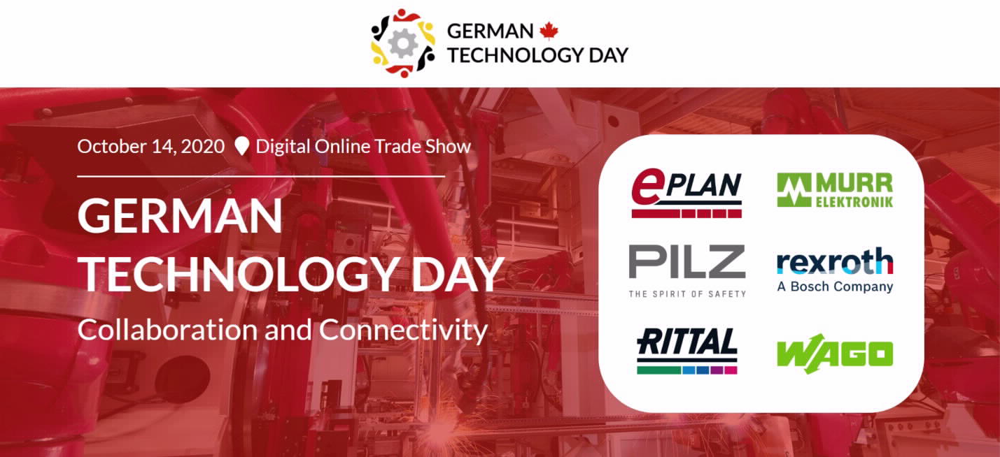 GERMAN
TECHNOLOGY DAY
October 14, 2020 Digital Online Trade Show
GERMAN
TECHNOLOGY DAY
Collaboration and Connectivity
ePLAN
MURR
ELEKTRONIK
PILZ
THE SPIRIT OF SAFETY
rexroth
A Bosch Company
RITTAL
WAGO